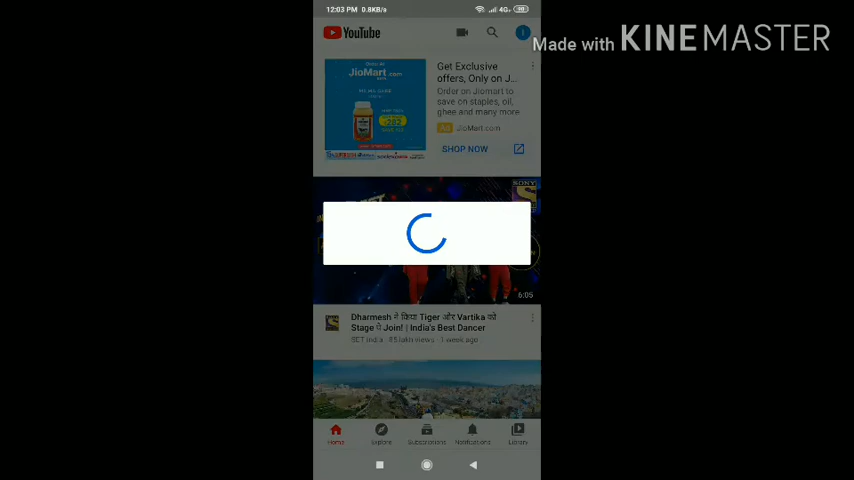 12:03 PM 0.8KB/s
4G+
YouTube
Made with KINEMASTER
JioMart.com
Get Exclusive
offers, Only on J...
Order on Jiomart to
save on staples, oil,
ghee and many more
Ad JioMart.com
SHOP NOW
SONY
SET
6:05
Dharmesh ने किया Tiger और Vartika को
Stage पे Join! | India's Best Dancer
SET India · views · 1 week ago
Home
Explore
Subscriptions
Notifications
Library